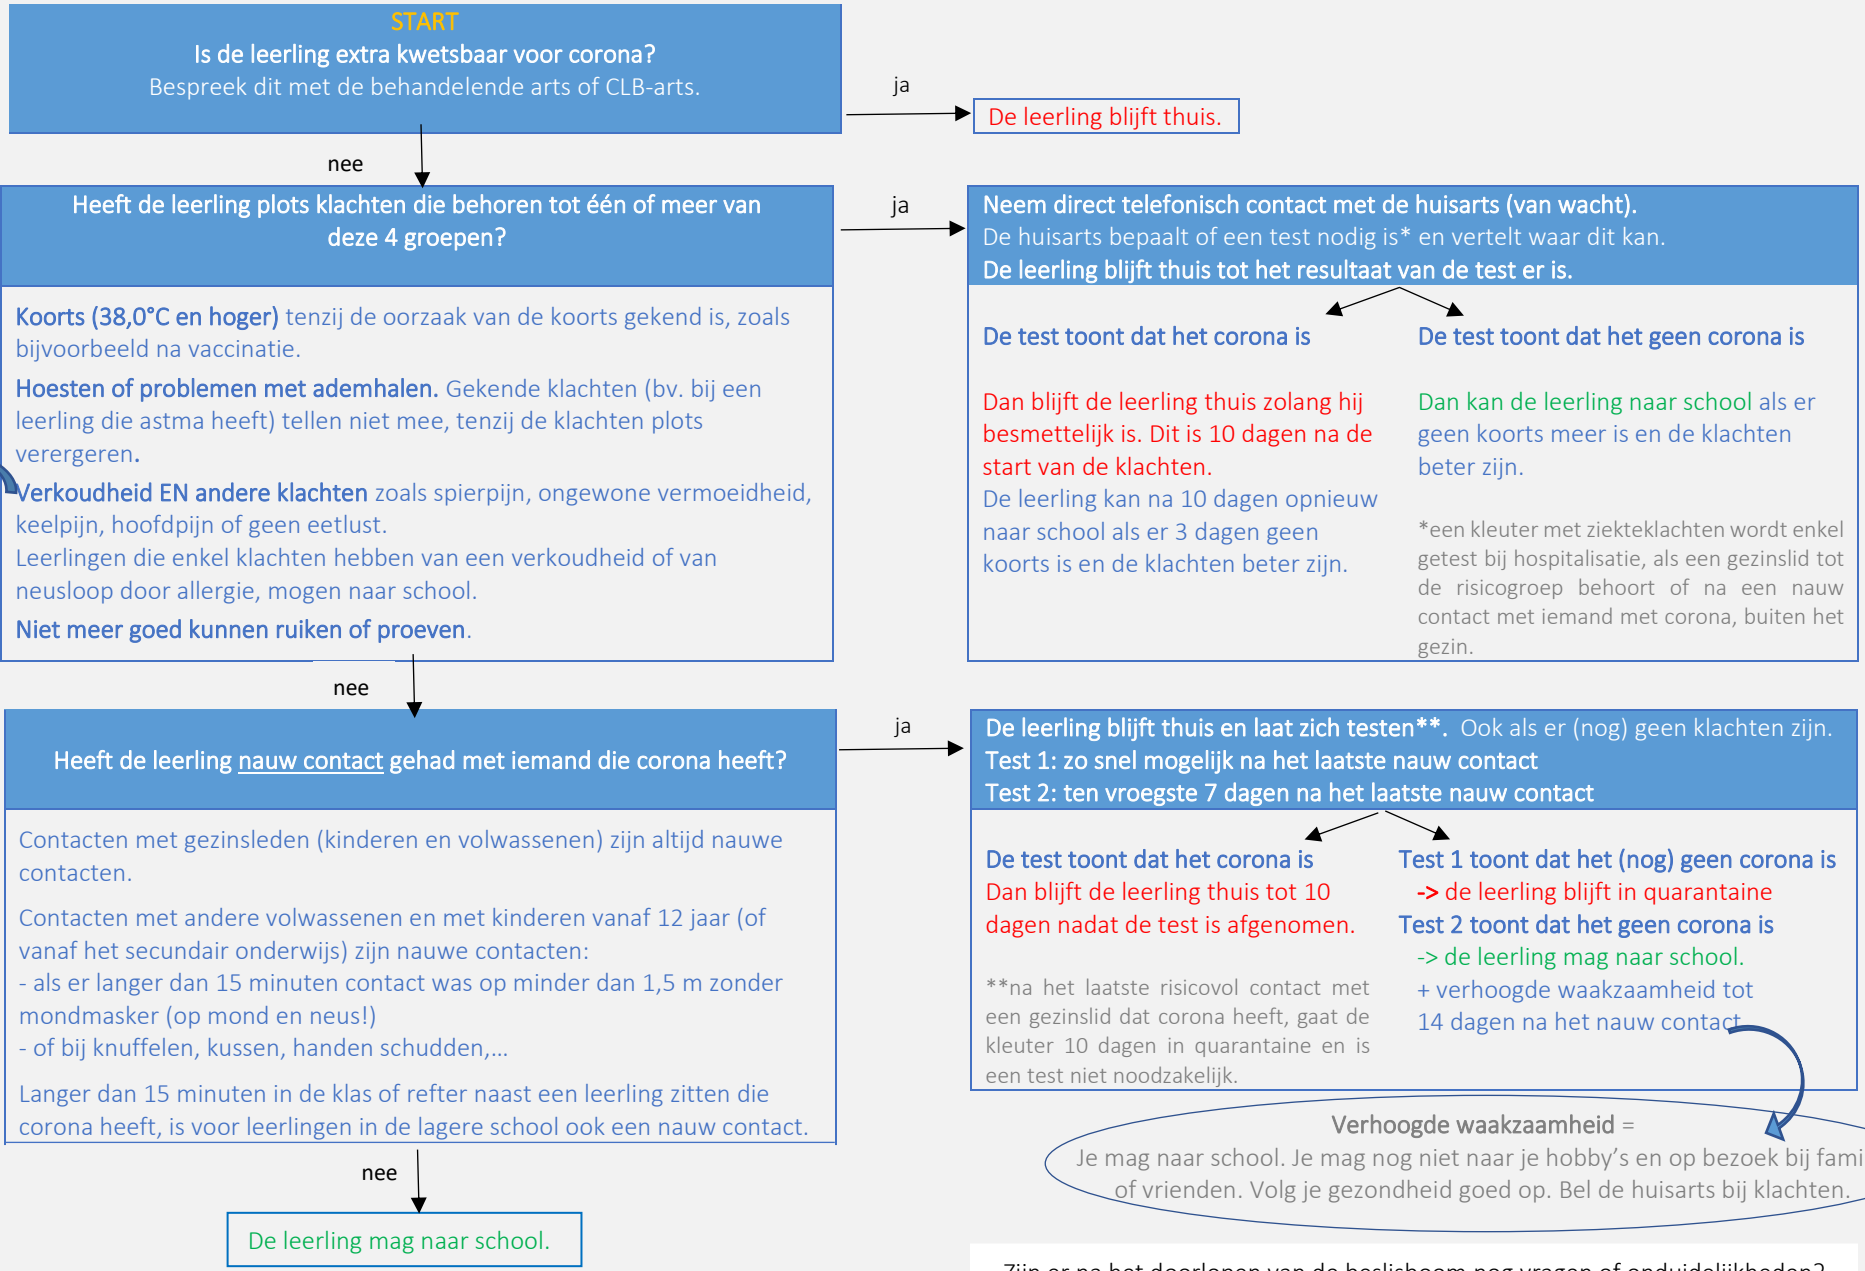 START
Is de leerling extra kwetsbaar voor corona?
Bespreek dit met de behandelende arts of CLB-arts.
ja
De leerling blijft thuis.
nee
Heeft de leerling plots klachten die behoren tot één of meer van
deze 4 groepen?
Koorts (38,0°C en hoger) tenzij de oorzaak van de koorts gekend is, zoals
bijvoorbeeld na vaccinatie.
Hoesten of problemen met ademhalen. Gekende klachten (bv. bij een
leerling die astma heeft) tellen niet mee, tenzij de klachten plots
verergeren.
Verkoudheid EN andere klachten zoals spierpijn, ongewone vermoeidheid,
keelpijn, hoofdpijn of geen eetlust.
Leerlingen die enkel klachten hebben van een verkoudheid of van
neusloop door allergie, mogen naar school.
Niet meer goed kunnen ruiken of proeven.
ja
Neem direct telefonisch contact met de huisarts (van wacht).
De huisarts bepaalt of een test nodig is* en vertelt waar dit kan.
De leerling blijft thuis tot het resultaat van de test er is.
De test toont dat het corona is
Dan blijft de leerling thuis zolang hij
besmettelijk is. Dit is 10 dagen na de
start van de klachten.
De leerling kan na 10 dagen opnieuw
naar school als er 3 dagen geen
koorts is en de klachten beter zijn.
De test toont dat het geen corona is
Dan kan de leerling naar school als er
geen koorts meer is en de klachten
beter zijn.
*een kleuter met ziekteklachten wordt enkel
getest bij hospitalisatie, als een gezinslid tot
de risicogroep behoort of na een nauw
contact met iemand met corona, buiten het
gezin.
nee
Heeft de leerling nauw contact gehad met iemand die corona heeft?
Contacten met gezinsleden (kinderen en volwassenen) zijn altijd nauwe
contacten.
Contacten met andere volwassenen en met kinderen vanaf 12 jaar (of
vanaf het secundair onderwijs) zijn nauwe contacten:
- als er langer dan 15 minuten contact was op minder dan 1,5 m zonder
mondmasker (op mond en neus!)
- of bij knuffelen, kussen, handen schudden,...
Langer dan 15 minuten in de klas of refter naast een leerling zitten die
corona heeft, is voor leerlingen in de lagere school ook een nauw contact.
ja
De leerling blijft thuis en laat zich testen**. Ook als er (nog) geen klachten zijn.
Test 1: zo snel mogelijk na het laatste nauw contact
Test 2: ten vroegste 7 dagen na het laatste nauw contact
De test toont dat het corona is
Dan blijft de leerling thuis tot 10
dagen nadat de test is afgenomen.
**na het laatste risicovol contact met
een gezinslid dat corona heeft, gaat de
kleuter 10 dagen in quarantaine en is
een test niet noodzakelijk.
Test 1 toont dat het (nog) geen corona is
-> de leerling blijft in quarantaine
Test 2 toont dat het geen corona is
-> de leerling mag naar school.
+ verhoogde waakzaamheid tot
14 dagen na het nauw contact
Verhoogde waakzaamheid =
Je mag naar school. Je mag nog niet naar je hobby's en op bezoek bij fami
of vrienden. Volg je gezondheid goed op. Bel de huisarts bij klachten.
nee
De leerling mag naar school.
Zijn er na het doorlopen van de beslisboom nog vragen of onduidelijkheden?